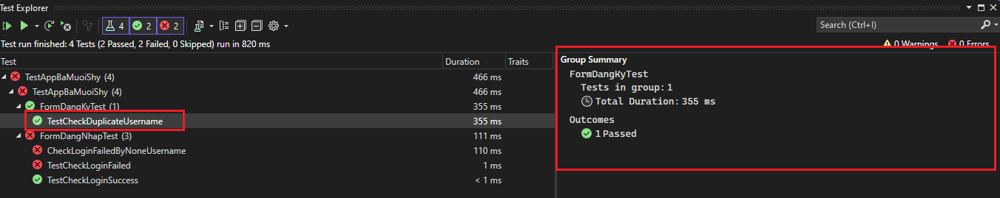 Test Explorer
4 2 2
Search (Ctrl+I)
Test run finished: 4 Tests (2 Passed, 2 Failed, 0 Skipped) run in 820 ms
0 Warnings 0 Errors
Test Duration Traits
TestAppBaMuoiShy (4) 466 ms
TestAppBaMuoiShy (4) 466 ms
FormDangKyTest (1) 355 ms
TestCheckDuplicateUsername 355 ms
FormDangNhapTest (3) 111 ms
CheckLoginFailedByNoneUsername 110 ms
TestCheckLoginFailed 1 ms
TestCheckLoginSuccess < 1 ms
Group Summary
FormDangKyTest
Tests in group: 1
Total Duration: 355 ms
Outcomes
1 Passed